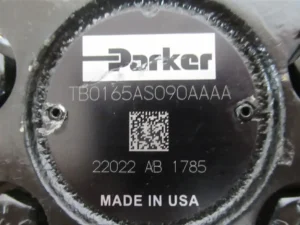 Parker
TB0165AS090AAAA
22022 AB 1785
MADE IN USA